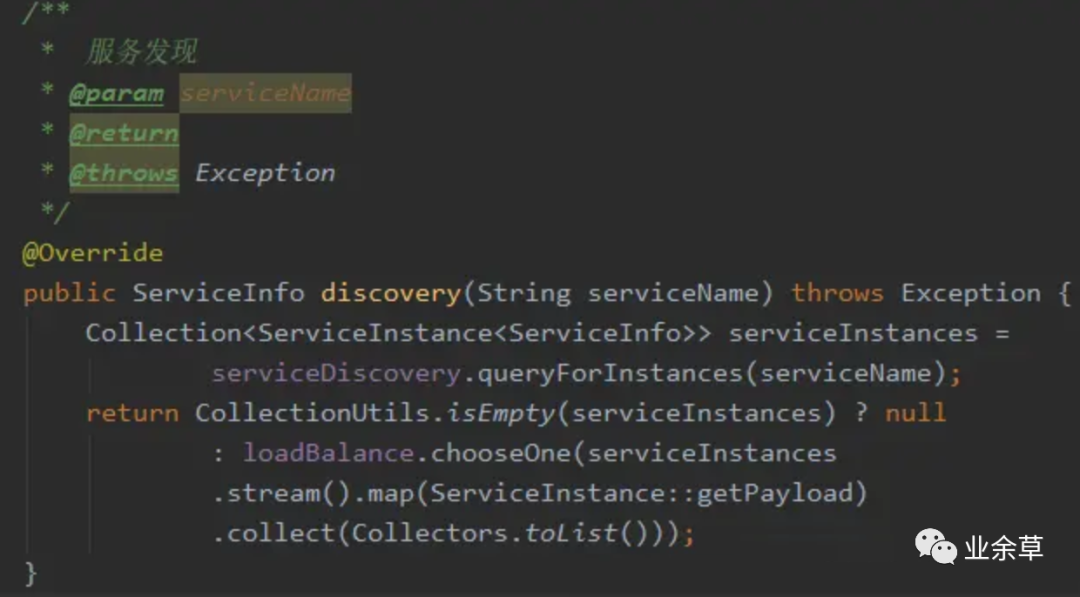 /**
 *  服务发现
 * @param serviceName
 * @return
 * @throws Exception
 */
@Override
public ServiceInfo discovery(String serviceName) throws Exception {
    Collection<ServiceInstance<ServiceInfo>> serviceInstances =
            serviceDiscovery.queryForInstances(serviceName);
    return CollectionUtils.isEmpty(serviceInstances) ? null
            : loadBalance.chooseOne(serviceInstances
            .stream().map(ServiceInstance::getPayload)
            .collect(Collectors.toList()));
}
业余草